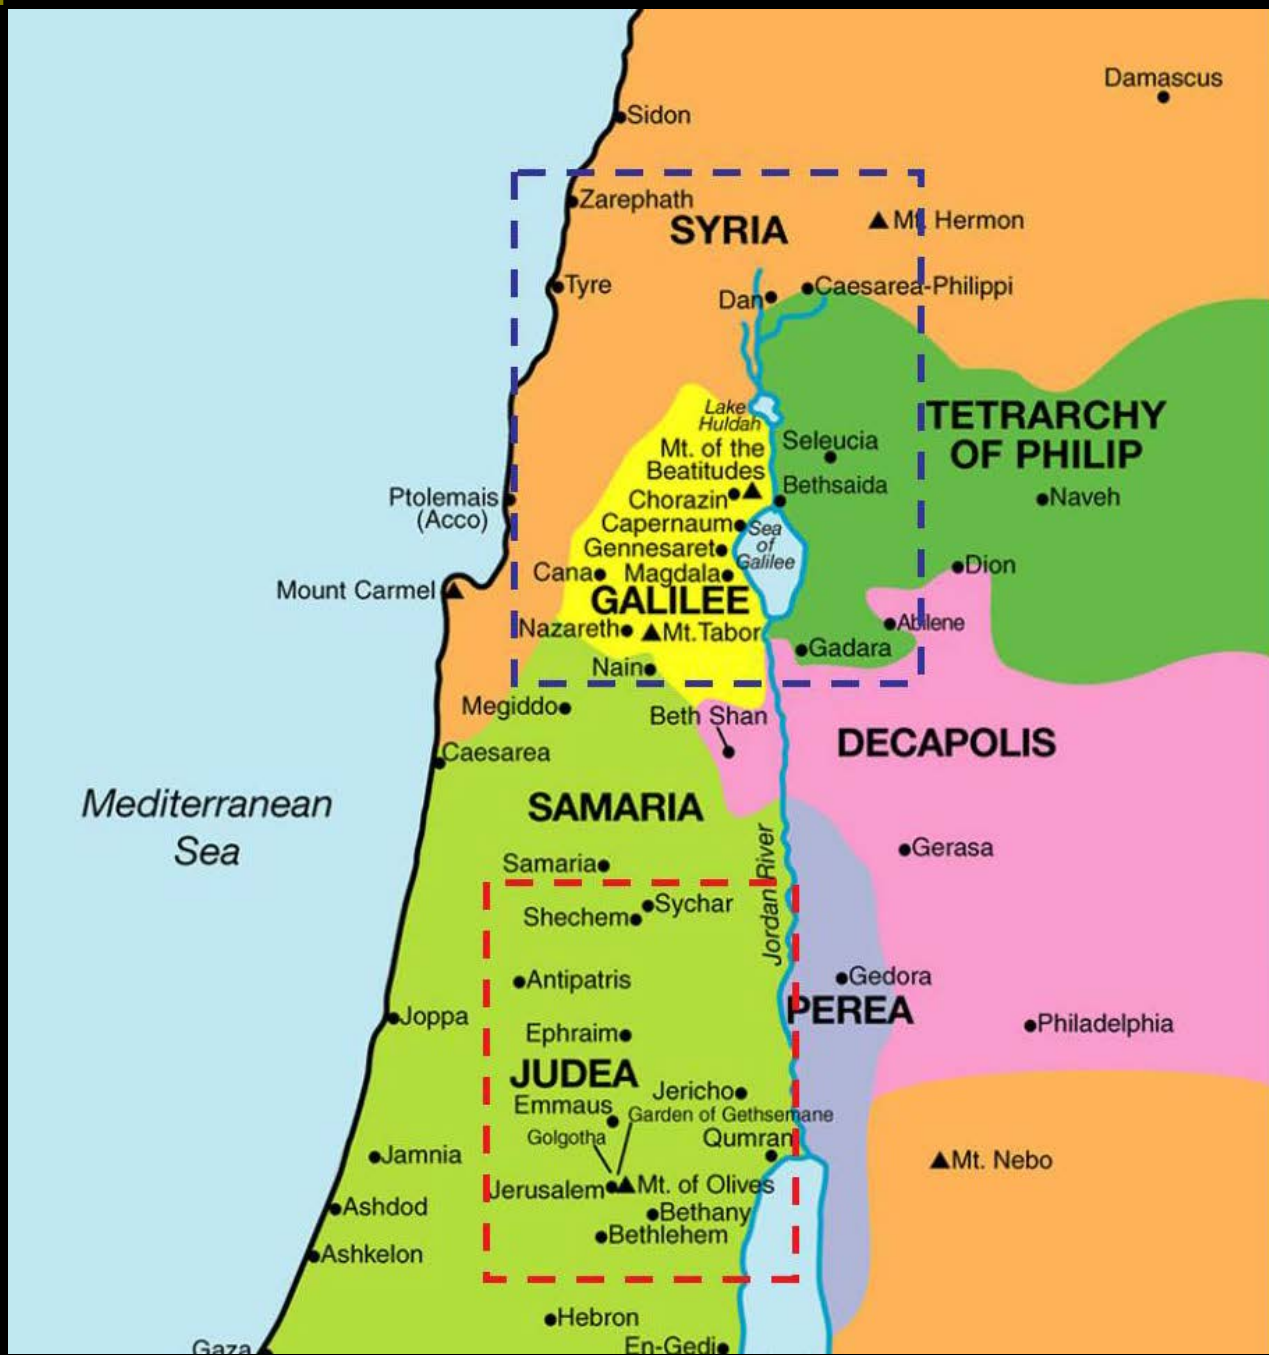 Damascus
Sidon
Zarephath
SYRIA
Mt. Hermon
Tyre
Dan
Caesarea-Philippi
Lake
Huldah
TETRARCHY
OF PHILIP
Mt. of the
Beatitudes
Seleucia
Bethsaida
Chorazin
Naveh
Ptolemais
(Acco)
Capernaum
Sea
of
Galilee
Gennesaret
Cana
Magdala
Dion
Mount Carmel
GALILEE
Abilene
Nazareth
Mt.Tabor
Gadara
Nain
Megiddo
Beth Shan
DECAPOLIS
Caesarea
Mediterranean
Sea
SAMARIA
Jordan River
Gerasa
Samaria
Sychar
Shechem
Antipatris
Gedora
PEREA
Joppa
Philadelphia
Ephraim
JUDEA
Jericho
Emmaus
Garden of Gethsemane
Golgotha
Qumran
Jamnia
Mt. Nebo
Jerusalem
Mt. of Olives
Ashdod
Bethany
Bethlehem
Ashkelon
Hebron
En-Gedi
Gaza